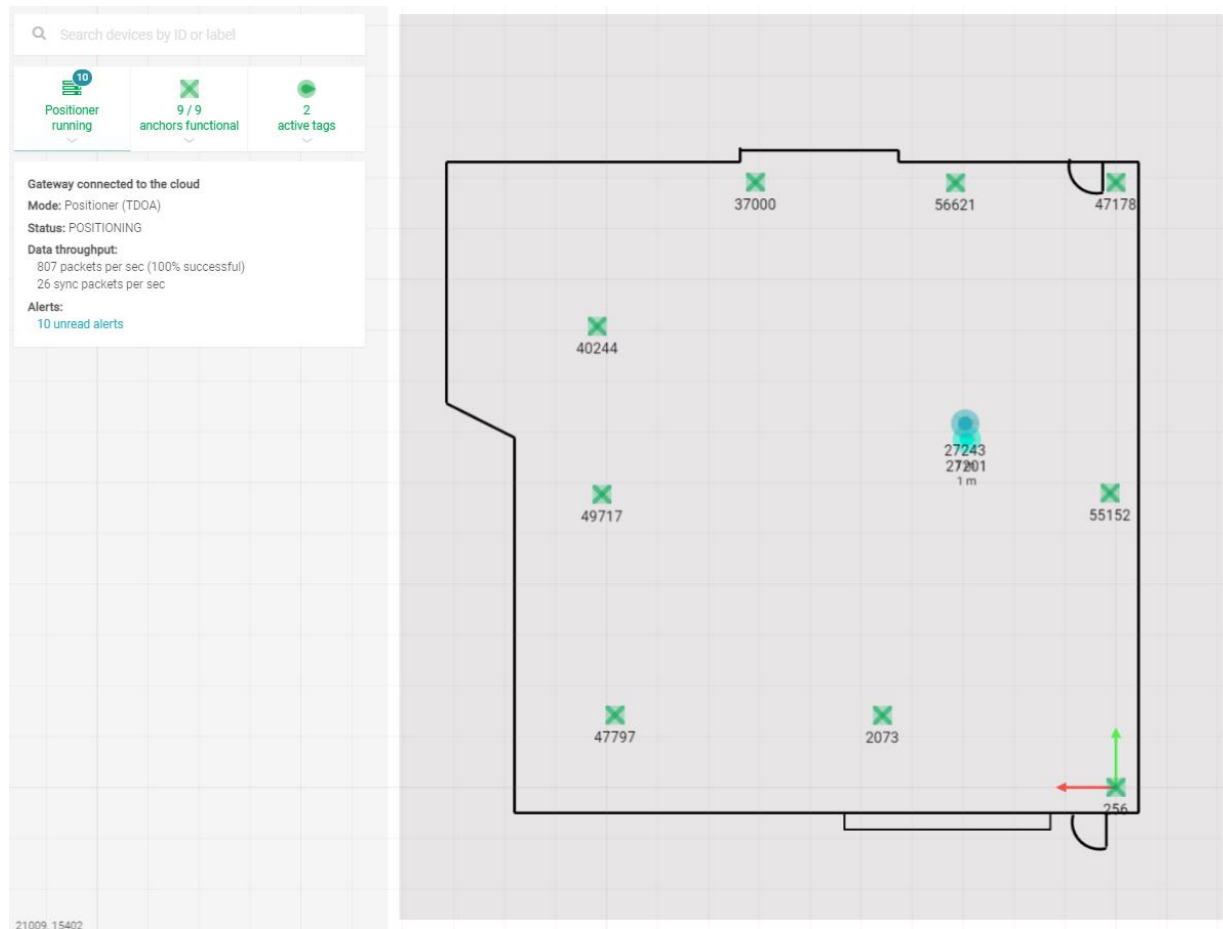 Search devices by ID or label
10
Positioner
running
9 / 9
anchors functional
2
active tags
Gateway connected to the cloud
Mode: Positioner (TDOA)
Status: POSITIONING
Data throughput:
807 packets per sec (100% successful)
26 sync packets per sec
Alerts:
10 unread alerts
37000
56621
47178
40244
27243
27201
1 m
49717
55152
47797
2073
256
21009, 15402